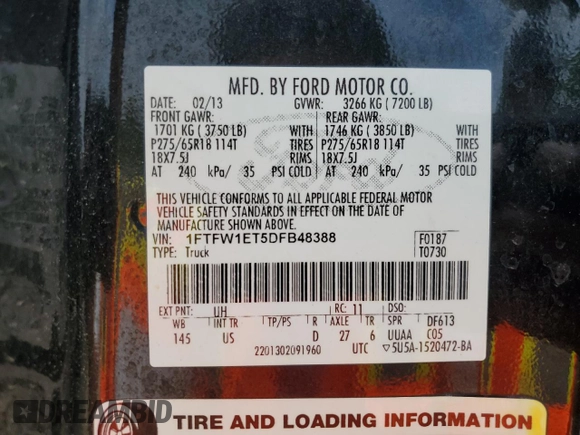 MFD. BY FORD MOTOR CO.
DATE: 02/13 GVWR: 3266 KG ( 7200 LB)
FRONT GAWR: REAR GAWR:
1701 KG ( 3750 LB) WITH 1746 KG ( 3850 LB) WITH
P275/65R18 114T TIRES P275/65R18 114T TIRES
18X7.5J RIMS 18X7.5J RIMS
AT 240 kPa/ 35 PSI COLD AT 240 kPa/ 35 PSI COLD
THIS VEHICLE CONFORMS TO ALL APPLICABLE FEDERAL MOTOR
VEHICLE SAFETY STANDARDS IN EFFECT ON THE DATE OF
MANUFACTURE SHOWN ABOVE.
VIN: 1FTFW1ET5DFB48388 F0187
TYPE: Truck T0730
EXT PNT: UH RC: 11 DSO:
WB INT TR TP/PS R AXLE TR SPR DF613
145 US D 27 6 UUAA C05
2201302091960 UTC ▽5U5A-1520472-BA
TIRE AND LOADING INFORMATION
DREAMBID